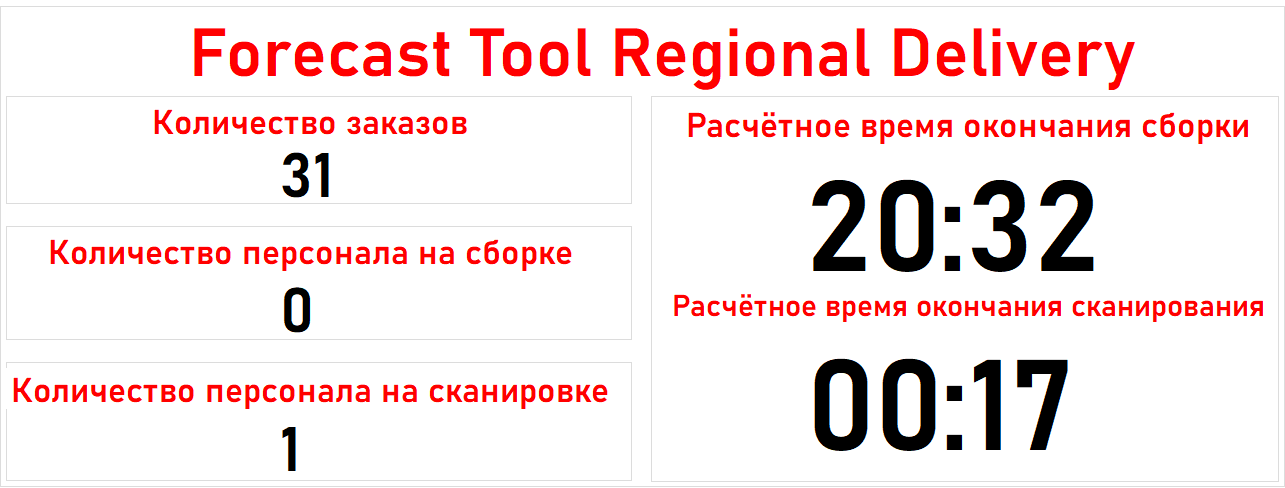 Forecast Tool Regional Delivery
Количество заказов
31
Количество персонала на сборке
0
Количество персонала на сканировке
1
Расчётное время окончания сборки
20:32
Расчётное время окончания сканирования
00:17